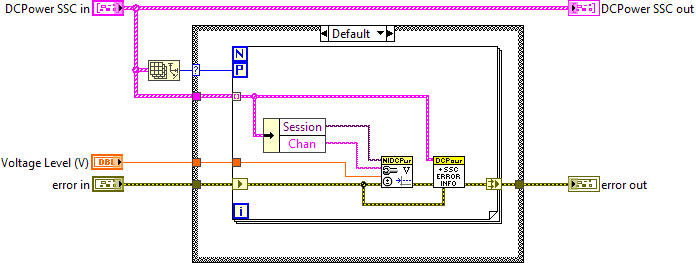 DCPower SSC in
DCPower SSC out
Default
N
P
?
Session
Chan
Voltage Level (V)
DBL
NIDCPwr
DCPowr
+SSC
ERROR
INFO
error in
error out
i